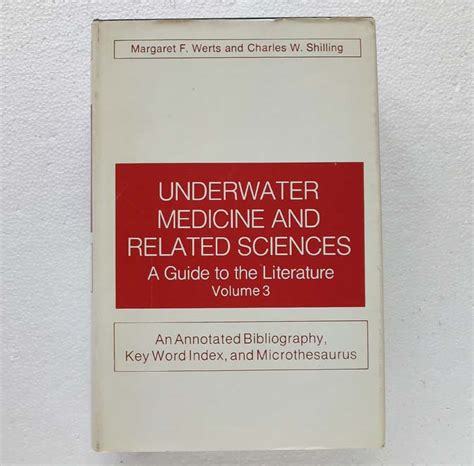 Margaret F. Werts and Charles W. Shilling
UNDERWATER
MEDICINE AND
RELATED SCIENCES
A Guide to the Literature
Volume 3
An Annotated Bibliography,
Key Word Index, and Microthesaurus